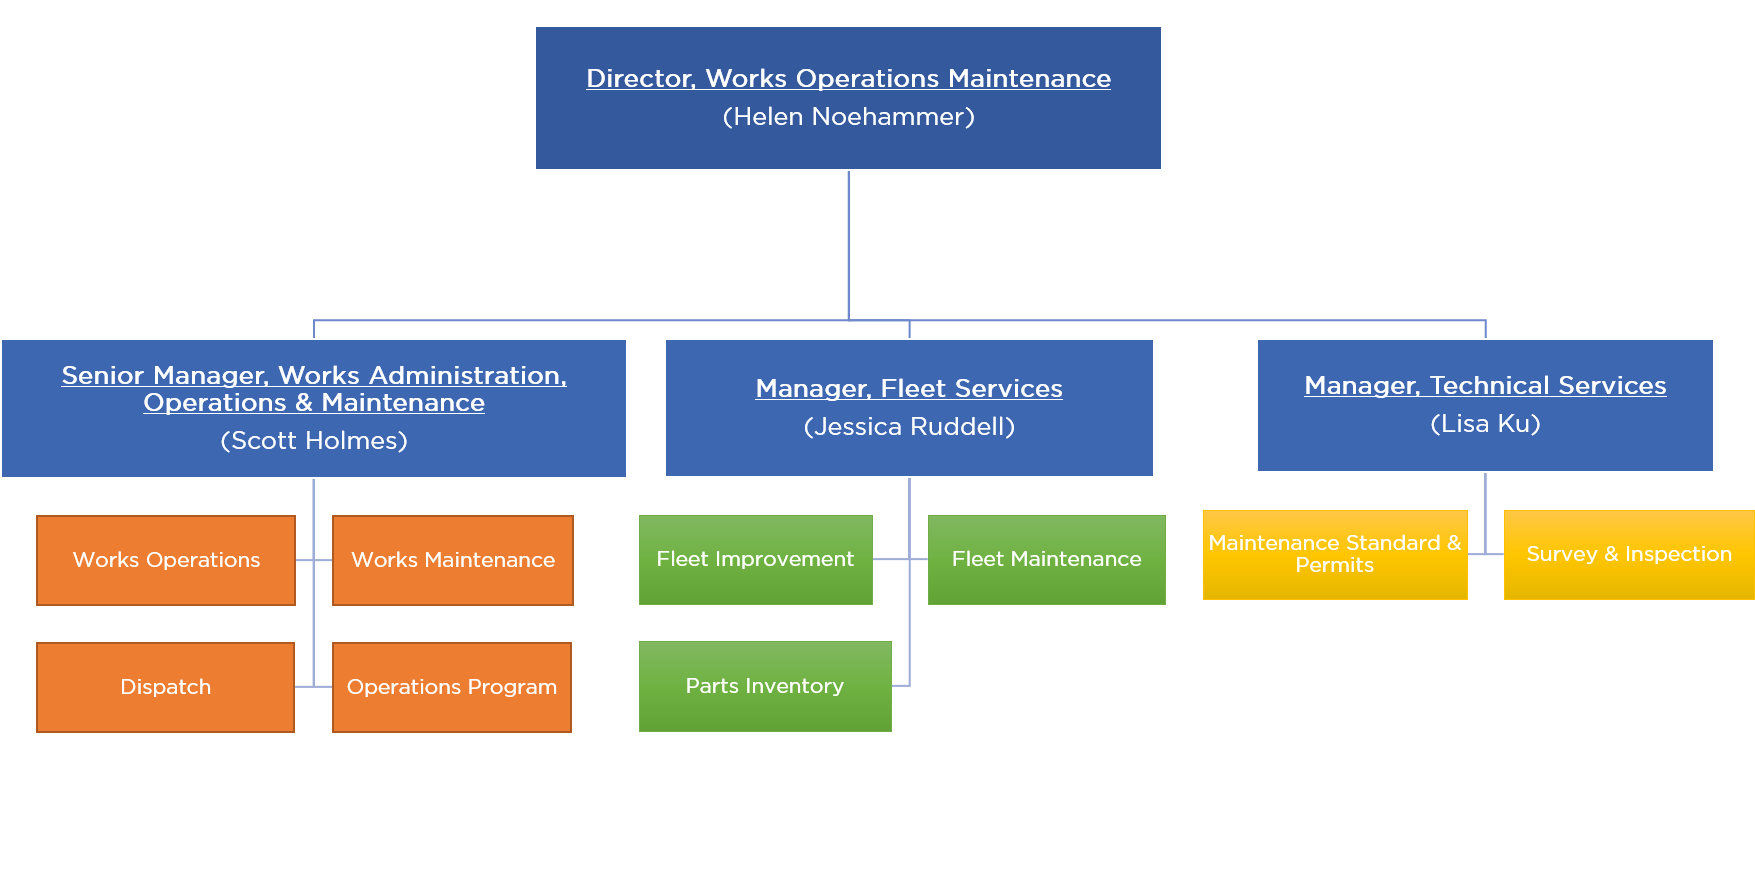 Director, Works Operations Maintenance
(Helen Noehammer)
Senior Manager, Works Administration,
Operations & Maintenance
(Scott Holmes)
Manager, Fleet Services
(Jessica Ruddell)
Manager, Technical Services
(Lisa Ku)
Works Operations
Works Maintenance
Dispatch
Operations Program
Fleet Improvement
Fleet Maintenance
Parts Inventory
Maintenance Standard &
Permits
Survey & Inspection